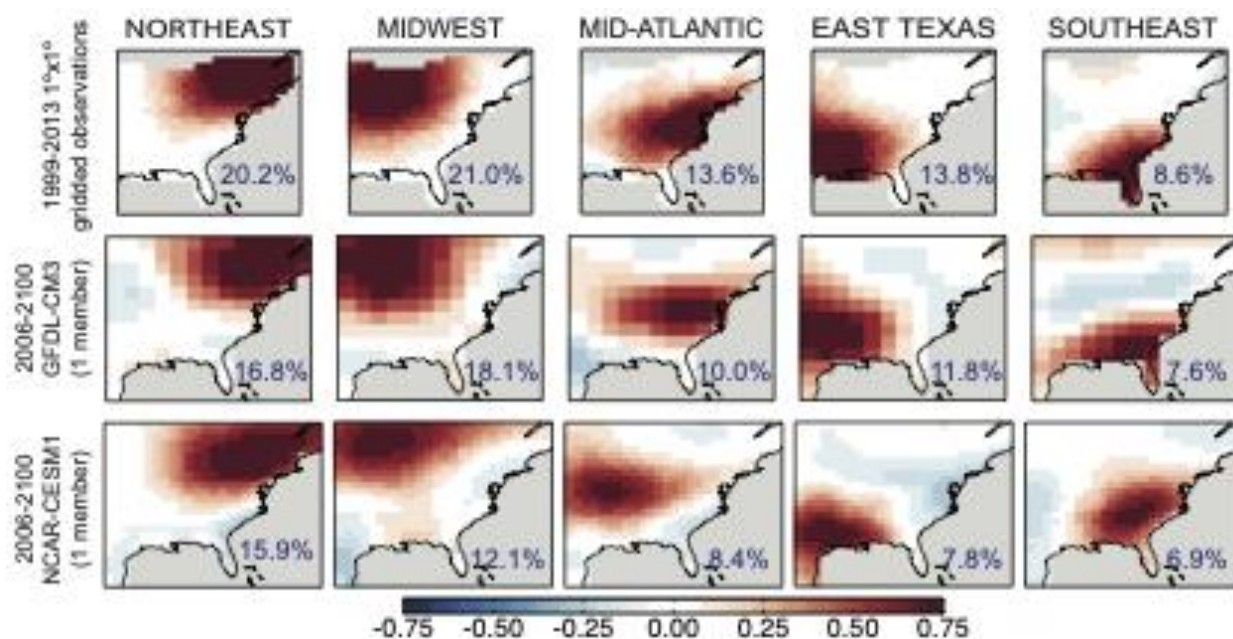 NORTHEAST MIDWEST MID-ATLANTIC EAST TEXAS SOUTHEAST
1999-2013 1°x1°
gridded observations
20.2% 21.0% 13.6% 13.8% 8.6%
2006-2100
GFDL-CM3
(1 member)
16.8% 18.1% 10.0% 11.8% 7.6%
2006-2100
NCAR-CESM1
(1 member)
15.9% 12.1% 8.4% 7.8% 6.9%
-0.75 -0.50 -0.25 0.00 0.25 0.50 0.75